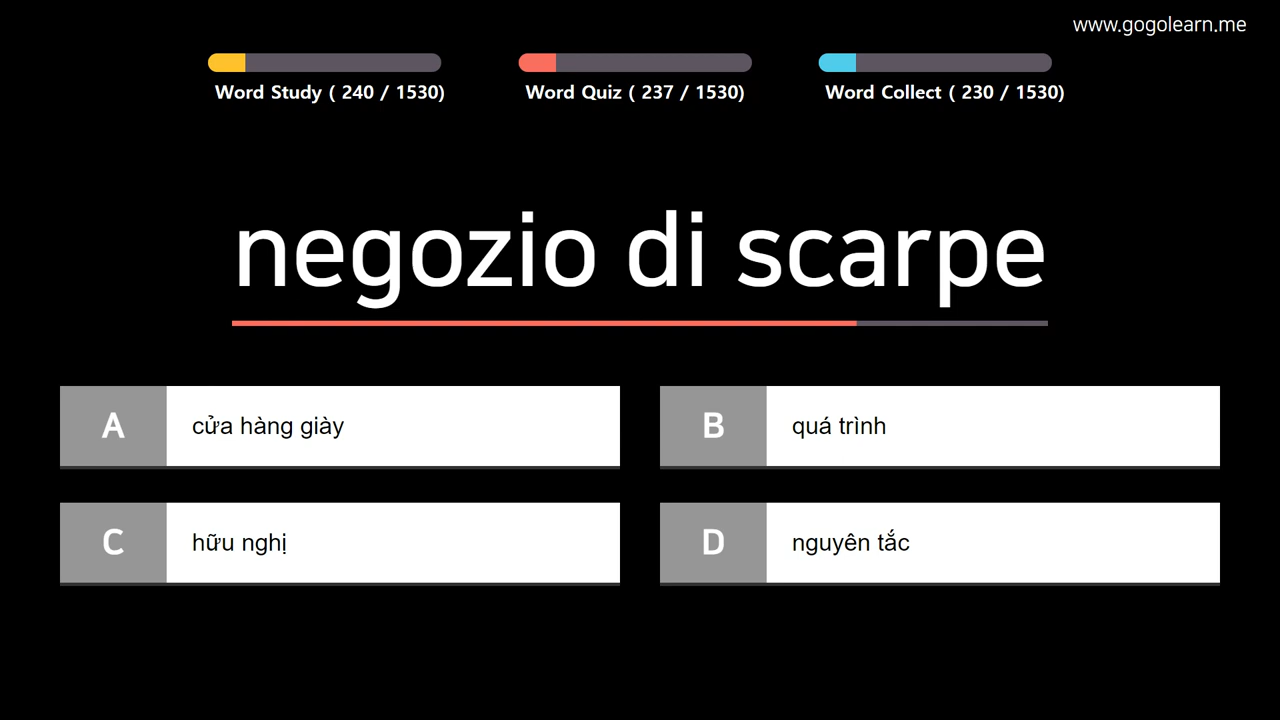 www.gogolearn.me
Word Study ( 240 / 1530)
Word Quiz ( 237 / 1530)
Word Collect ( 230 / 1530)
negozio di scarpe
A
cửa hàng giày
B
quá trình
C
hữu nghị
D
nguyên tắc